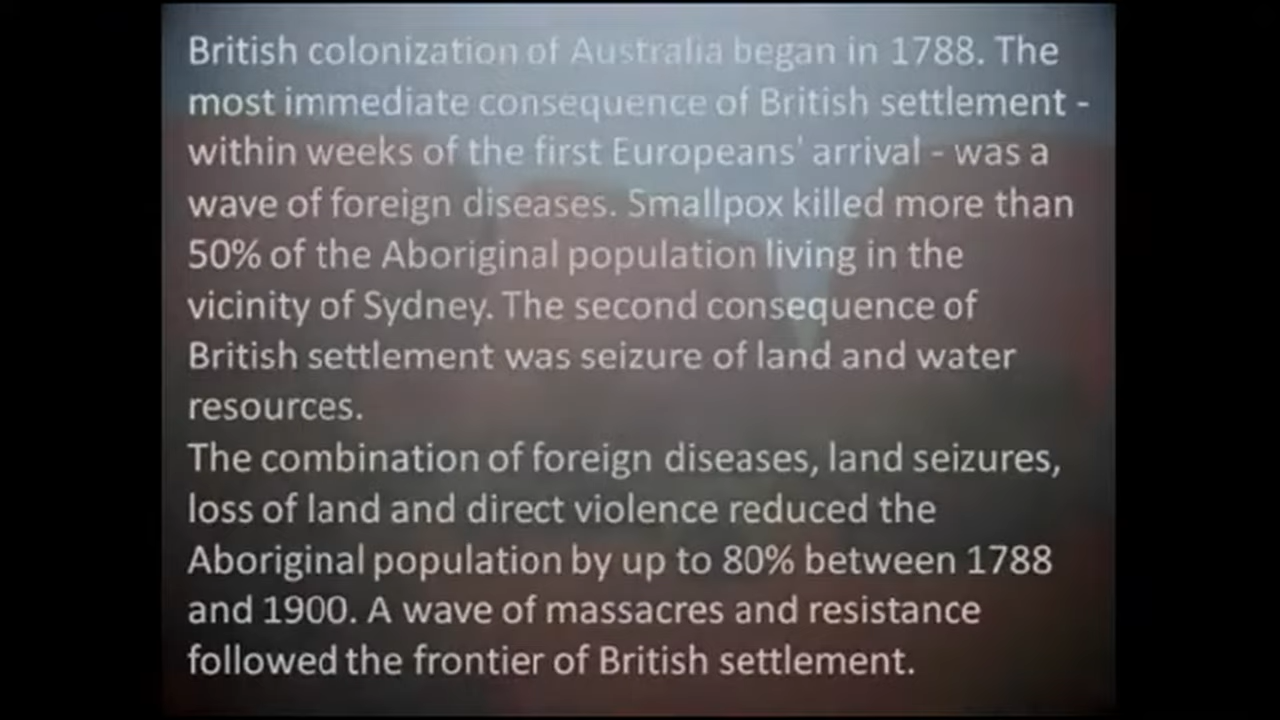 British colonization of Australia began in 1788. The
most immediate consequence of British settlement -
within weeks of the first Europeans' arrival - was a
wave of foreign diseases. Smallpox killed more than
50% of the Aboriginal population living in the
vicinity of Sydney. The second consequence of
British settlement was seizure of land and water
resources.
The combination of foreign diseases, land seizures,
loss of land and direct violence reduced the
Aboriginal population by up to 80% between 1788
and 1900. A wave of massacres and resistance
followed the frontier of British settlement.